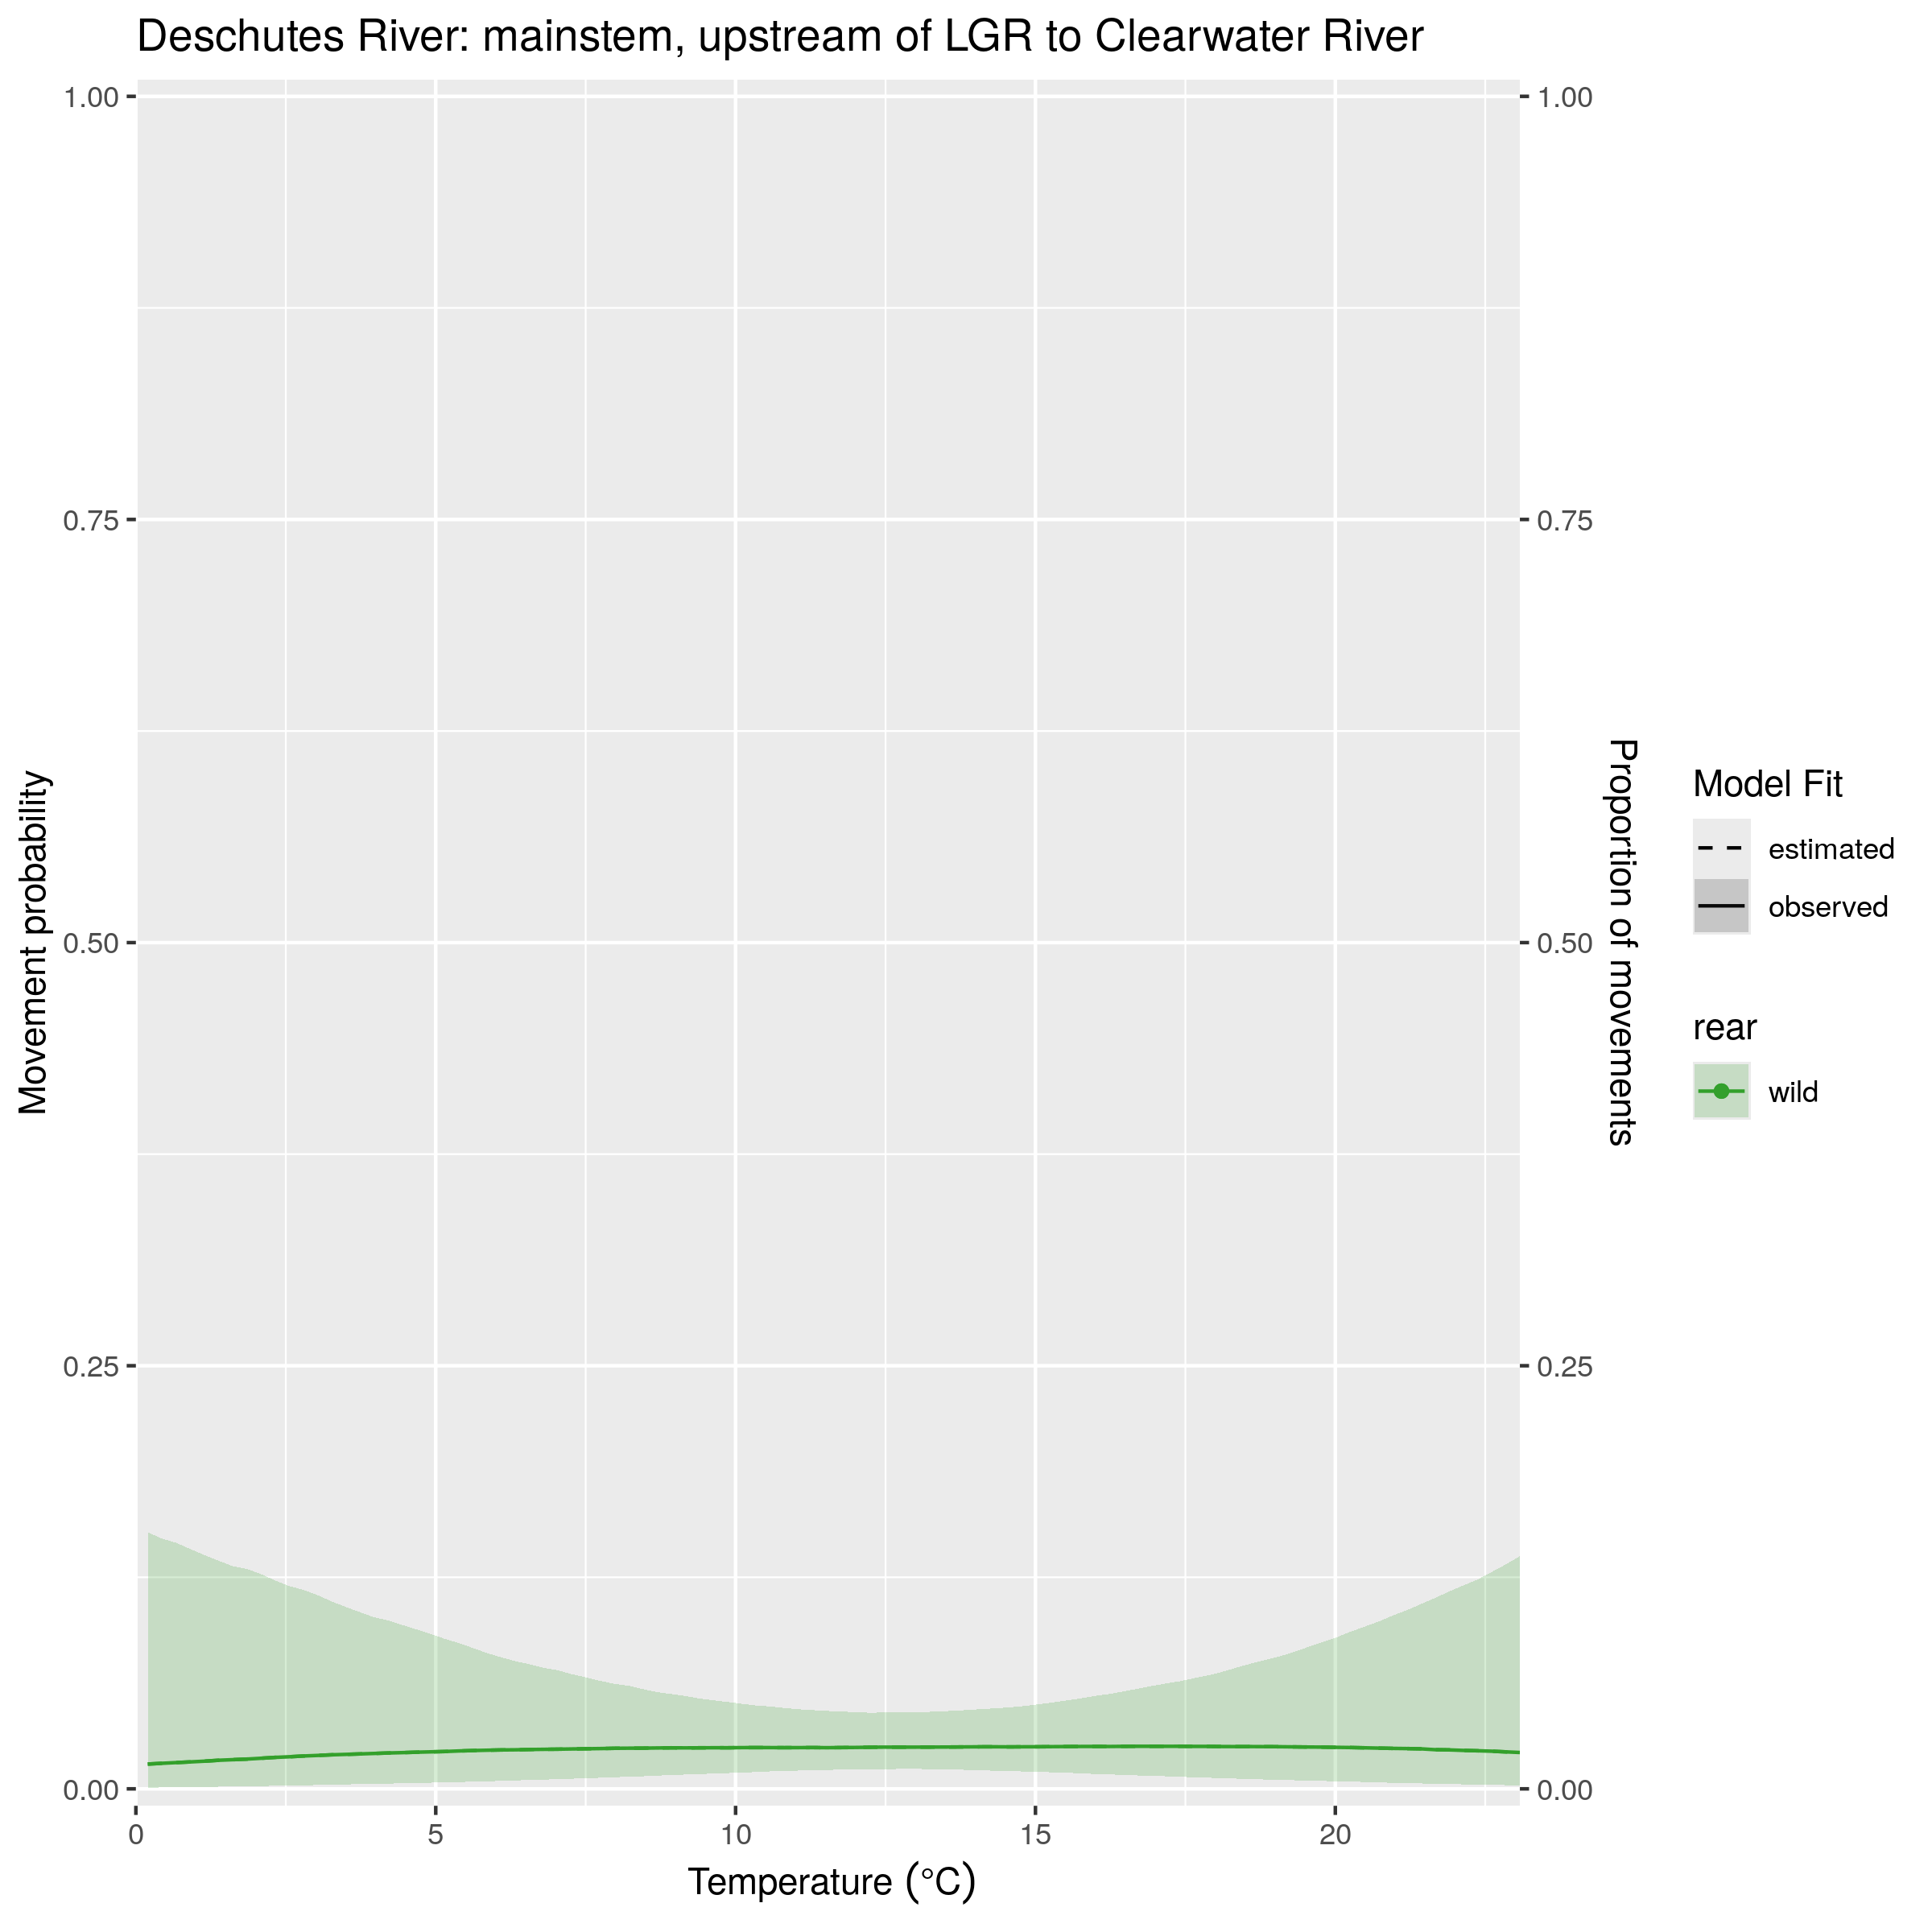 Deschutes River: mainstem, upstream of LGR to Clearwater River
1.00
0.75
0.50
0.25
0.00
Movement probability
0
5
10
15
20
Temperature (°C)
1.00
0.75
0.50
0.25
0.00
Proportion of movements
Model Fit
estimated
observed
rear
wild